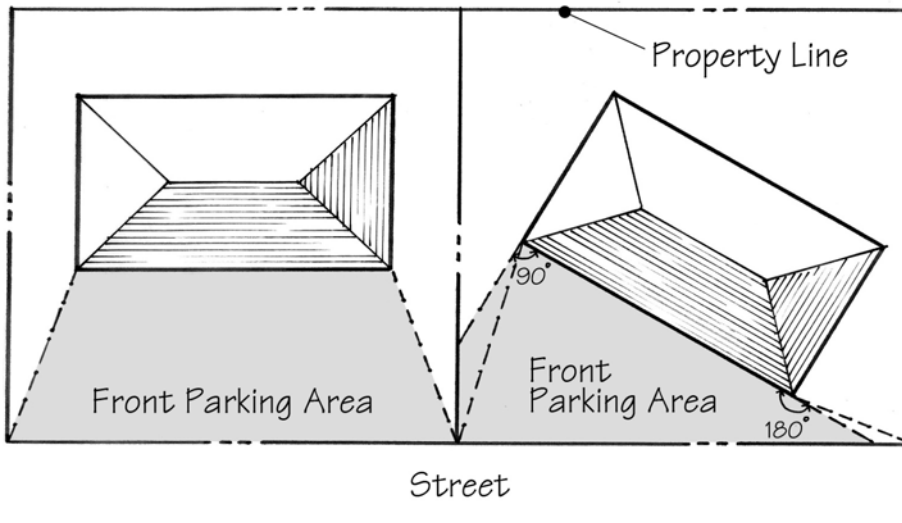 Property Line
90°
Front
Parking Area
Front Parking Area
180°
Street